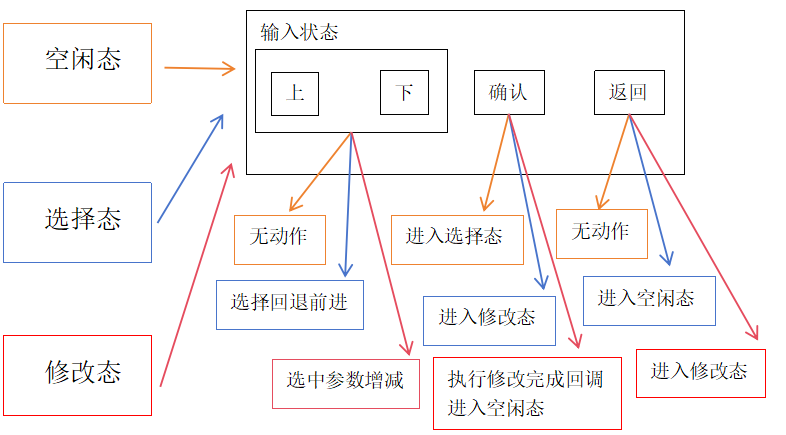 空闲态
输入状态
上
下
确认
返回
选择态
无动作
进入选择态
无动作
选择回退前进
进入修改态
进入空闲态
修改态
选中参数增减
执行修改完成回调
进入空闲态
进入修改态